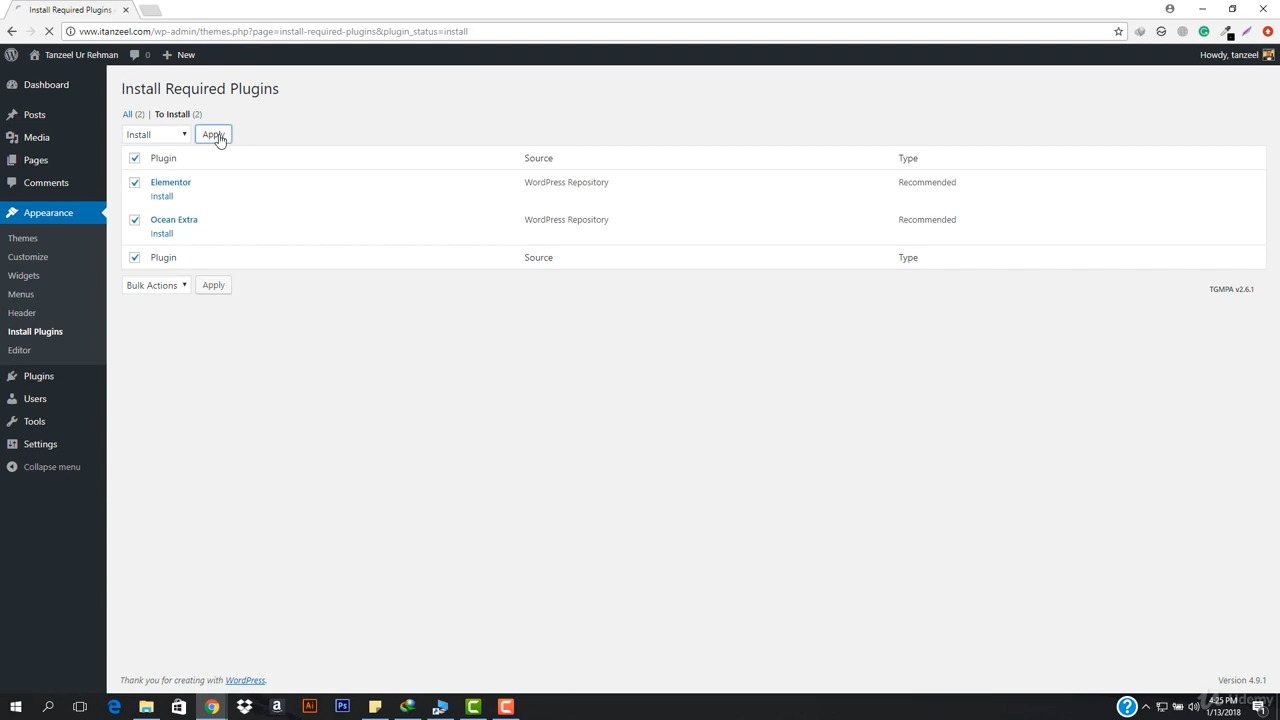 Install Required Plugins
www.itanzeel.com/wp-admin/themes.php?page=install-required-plugins&plugin_status=install
Tanzeel Ur Rehman 0 New Howdy, tanzeel
Dashboard
Posts
Media
Pages
Comments
Appearance
Themes
Customize
Widgets
Menus
Header
Install Plugins
Editor
Plugins
Users
Tools
Settings
Collapse menu
Install Required Plugins
All (2) | To Install (2)
Install Apply
Plugin Source Type
Elementor WordPress Repository Recommended
Install
Ocean Extra WordPress Repository Recommended
Install
Plugin Source Type
Bulk Actions Apply
TGMPA v2.6.1
Thank you for creating with WordPress. Version 4.9.1
Ai Ps
4:25 PM
1/13/2018
Udemy